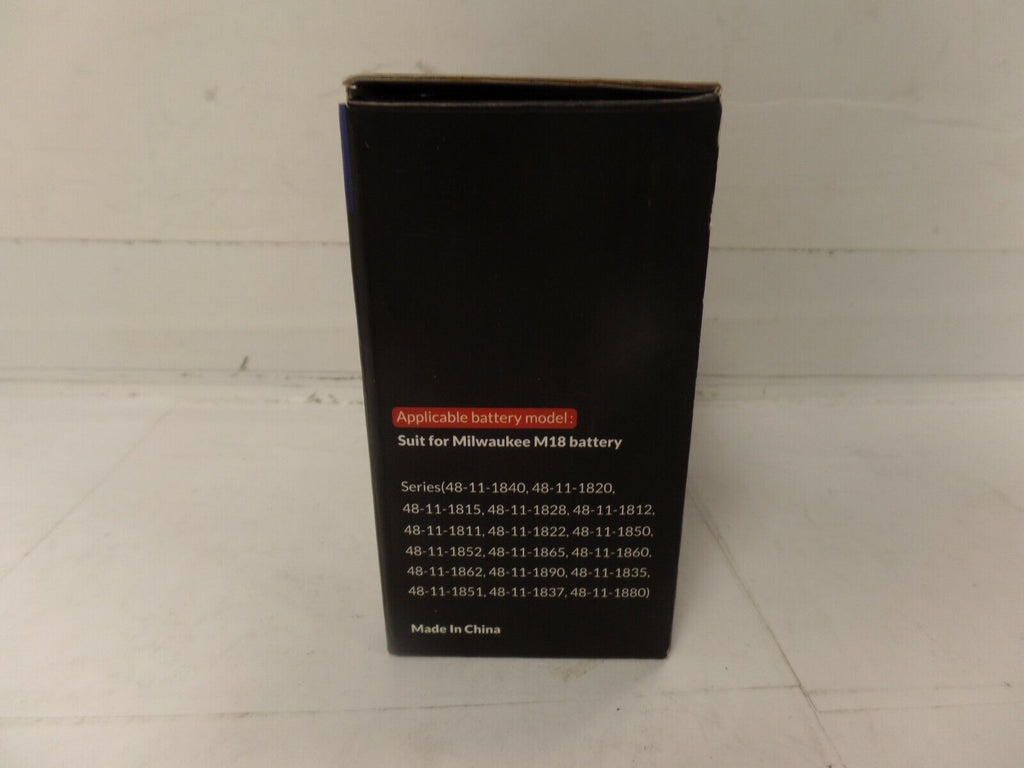 Applicable battery model :
Suit for Milwaukee M18 battery
Series(48-11-1840, 48-11-1820,
48-11-1815, 48-11-1828, 48-11-1812,
48-11-1811, 48-11-1822, 48-11-1850,
48-11-1852, 48-11-1865, 48-11-1860,
48-11-1862, 48-11-1890, 48-11-1835,
48-11-1851, 48-11-1837, 48-11-1880)
Made In China